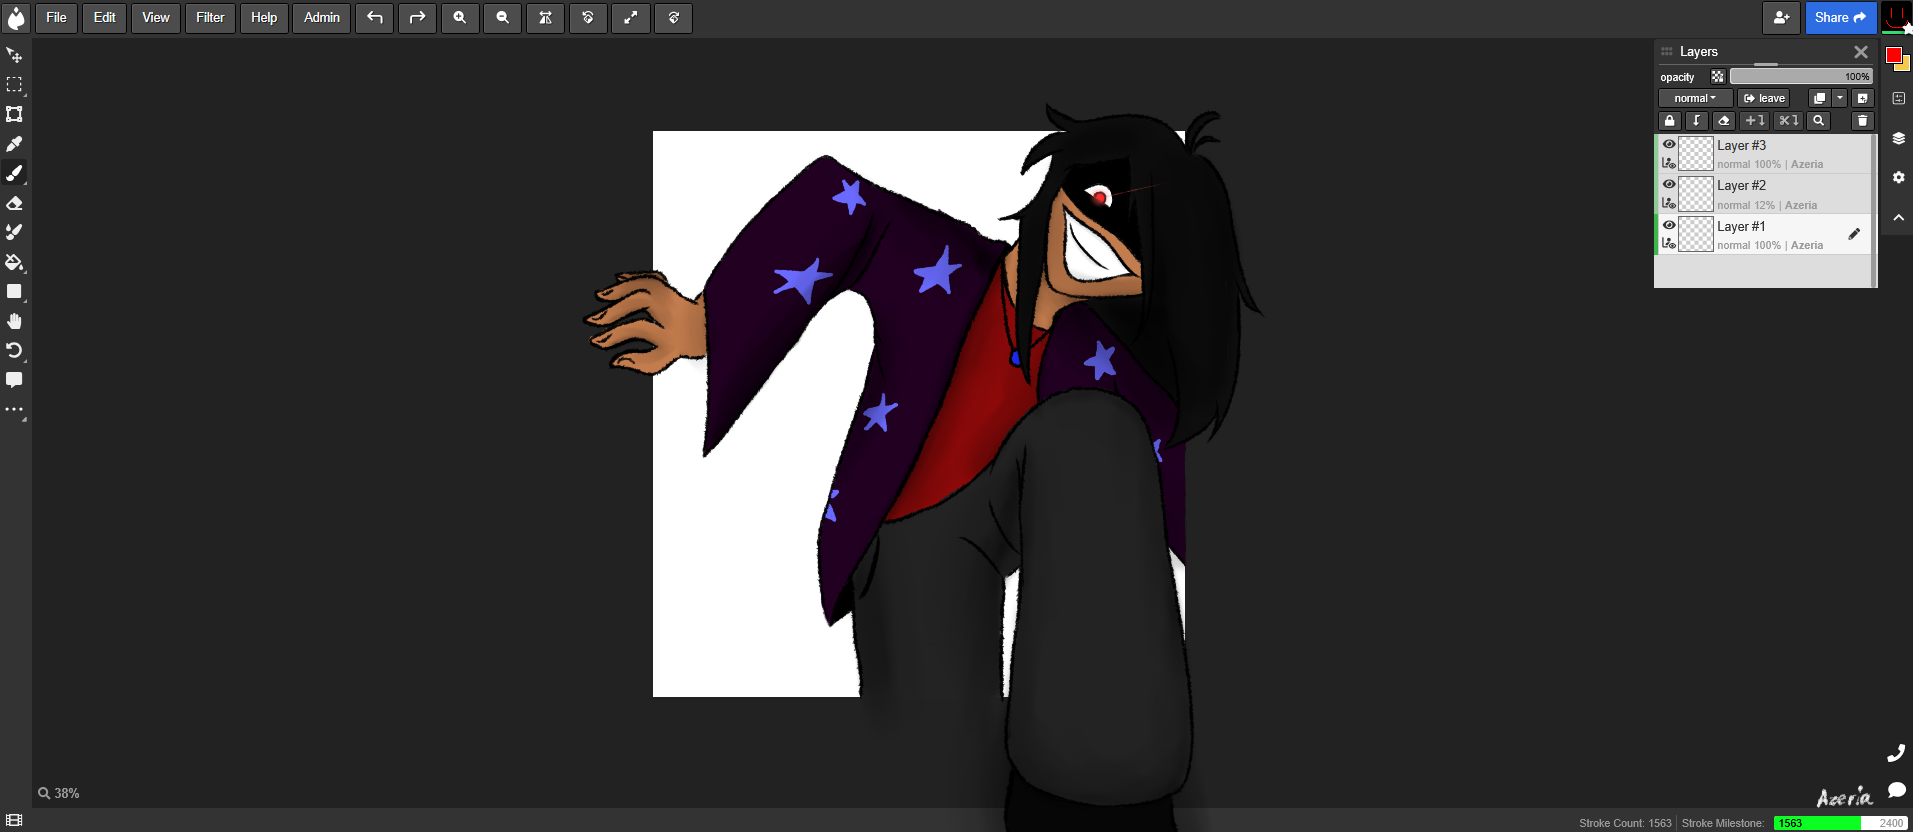 File Edit View Filter Help Admin Share
Layers
opacity 100%
normal leave
Layer #3
normal 100% | Azeria
Layer #2
normal 12% | Azeria
Layer #1
normal 100% | Azeria
38%
Azeria
Stroke Count: 1563 Stroke Milestone: 1563 2400